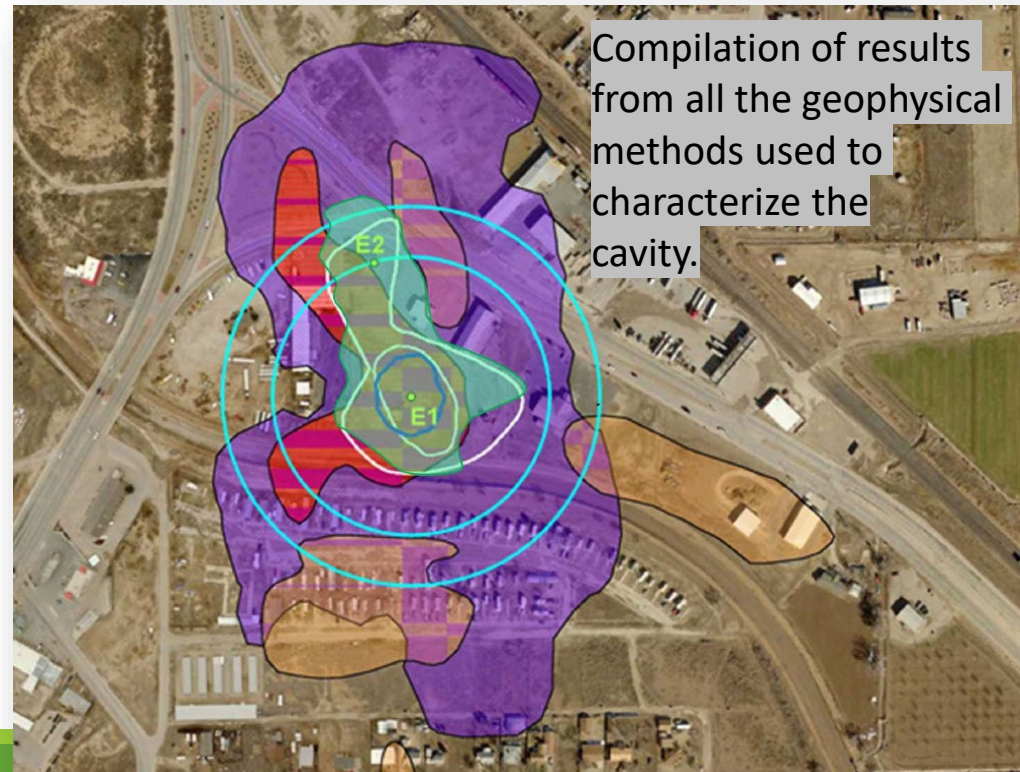 Compilation of results
from all the geophysical
methods used to
characterize the
cavity.
E2
E1